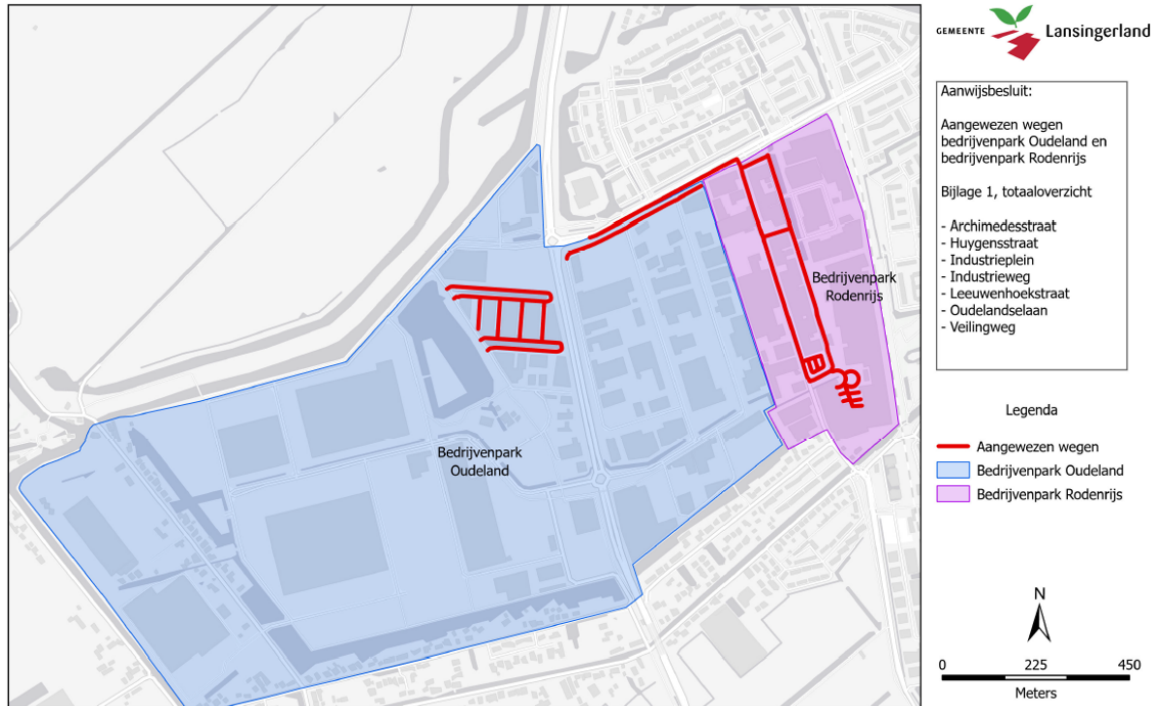 GEMEENTE Lansingerland
Aanwijsbesluit:
Aangewezen wegen
bedrijvenpark Oudeland en
bedrijvenpark Rodenrijs
Bijlage 1, totaaloverzicht
- Archimedesstraat
- Huygensstraat
- Industrieplein
- Industrieweg
- Leeuwenhoekstraat
- Oudelandselaan
- Veilingweg
Bedrijvenpark
Rodenrijs
Bedrijvenpark
Oudeland
Legenda
Aangewezen wegen
Bedrijvenpark Oudeland
Bedrijvenpark Rodenrijs
N
0 225 450
Meters